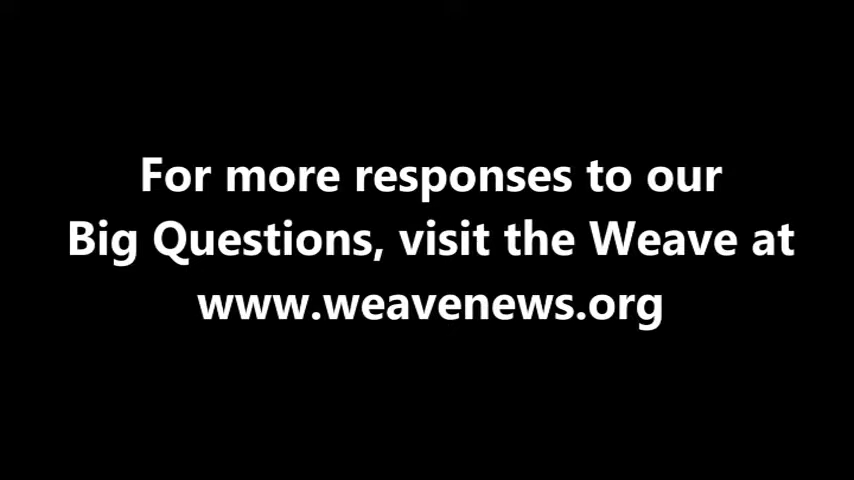 For more responses to our
Big Questions, visit the Weave at
www.weavenews.org